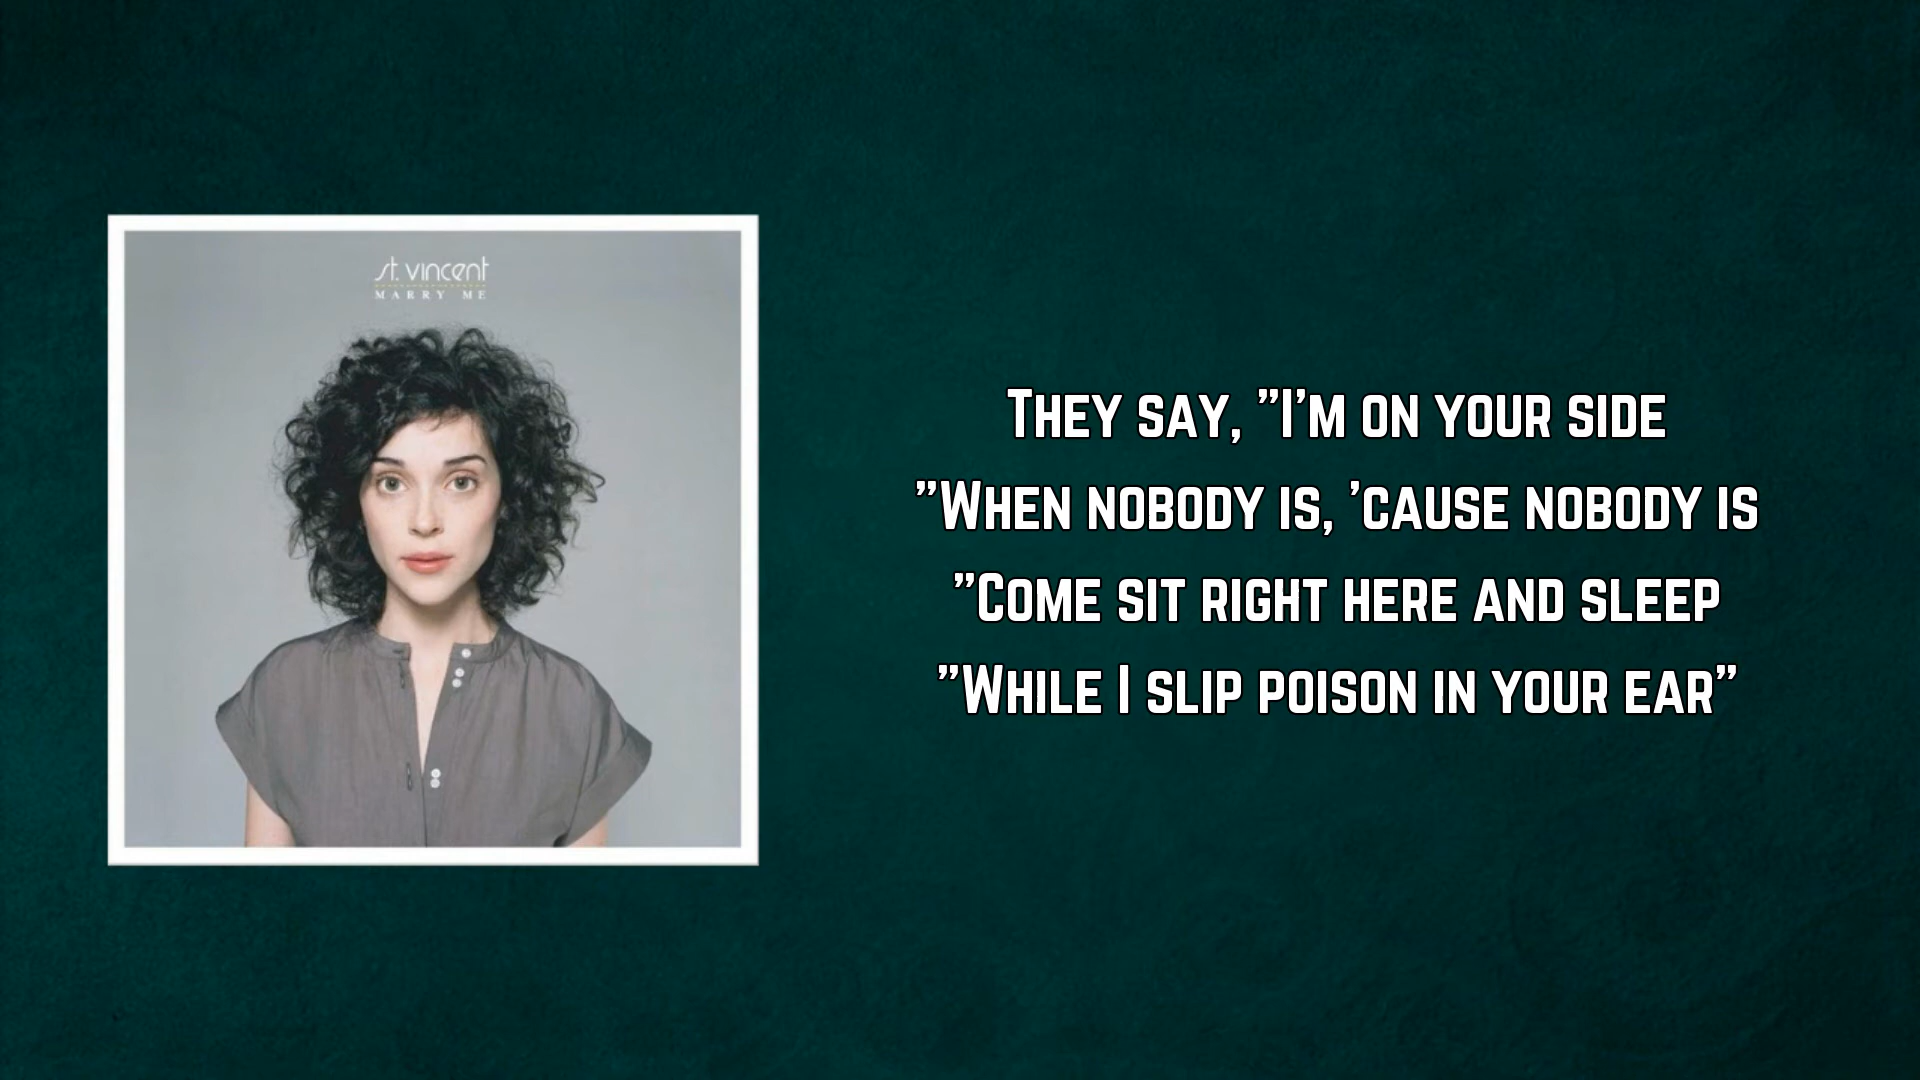 st. vincent
MARRY ME
THEY SAY, "I'M ON YOUR SIDE
"WHEN NOBODY IS, 'CAUSE NOBODY IS
"COME SIT RIGHT HERE AND SLEEP
"WHILE I SLIP POISON IN YOUR EAR"